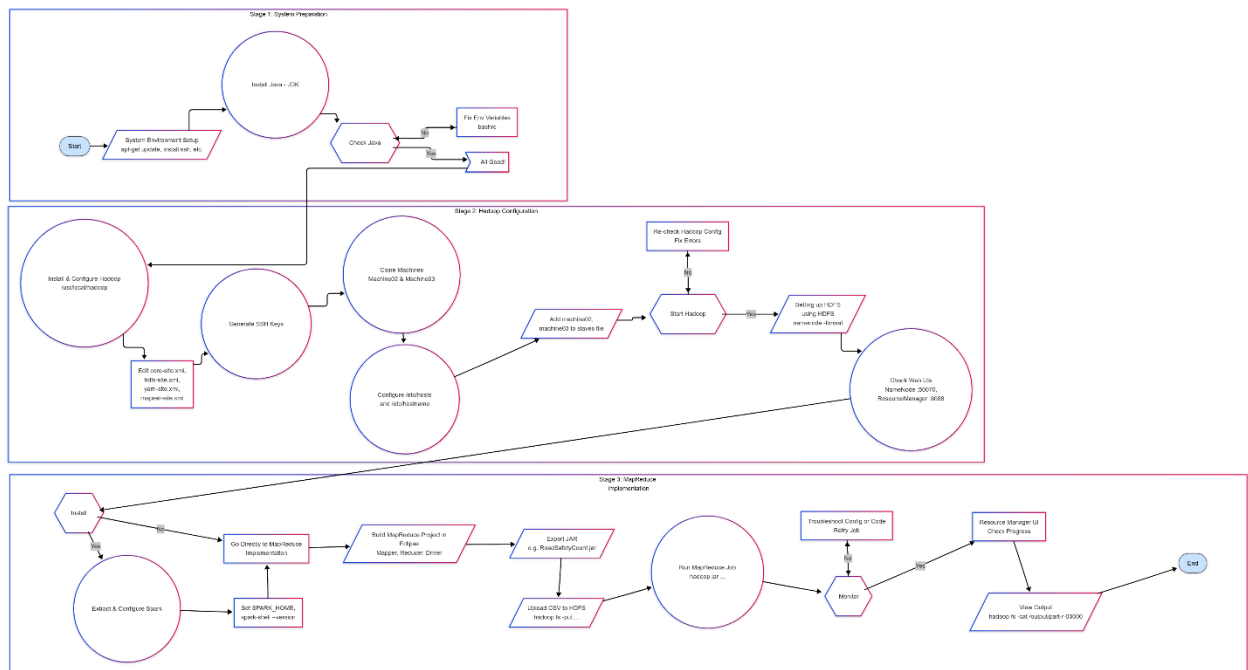 Stage 1: System Preparation
Start
System Environment Setup
apt-get update, install ssh, etc.
Install Java - JDK
Check Java
No
Fix Env Variables
bashrc
Yes
All Good!
Stage 2: Hadoop Configuration
Install & Configure Hadoop
/usr/local/hadoop
Edit core-site.xml,
hdfs-site.xml,
yarn-site.xml,
mapred-site.xml
Generate SSH Keys
Clone Machines
Machine02 & Machine03
Configure /etc/hosts
and /etc/hostname
Add machine02,
machine03 to slaves file
Start Hadoop
No
Re-check Hadoop Config
Fix Errors
Yes
Setting up HDFS
using HDFS
namenode -format
Check Web UIs
NameNode :50070,
ResourceManager :8088
Stage 3: MapReduce
Implementation
Install
No
Yes
Extract & Configure Spark
Set SPARK_HOME,
spark-shell --version
Go Directly to MapReduce
Implementation
Build MapReduce Project in
Eclipse
Mapper, Reducer, Driver
Export JAR
e.g. RoadSafetyCount.jar
Upload CSV to HDFS
hadoop fs -put ...
Run MapReduce Job
hadoop jar ...
Monitor
No
Troubleshoot Config or Code
Retry Job
Yes
Resource Manager UI
Check Progress
View Output
hadoop fs -cat /output/part-r-00000
End